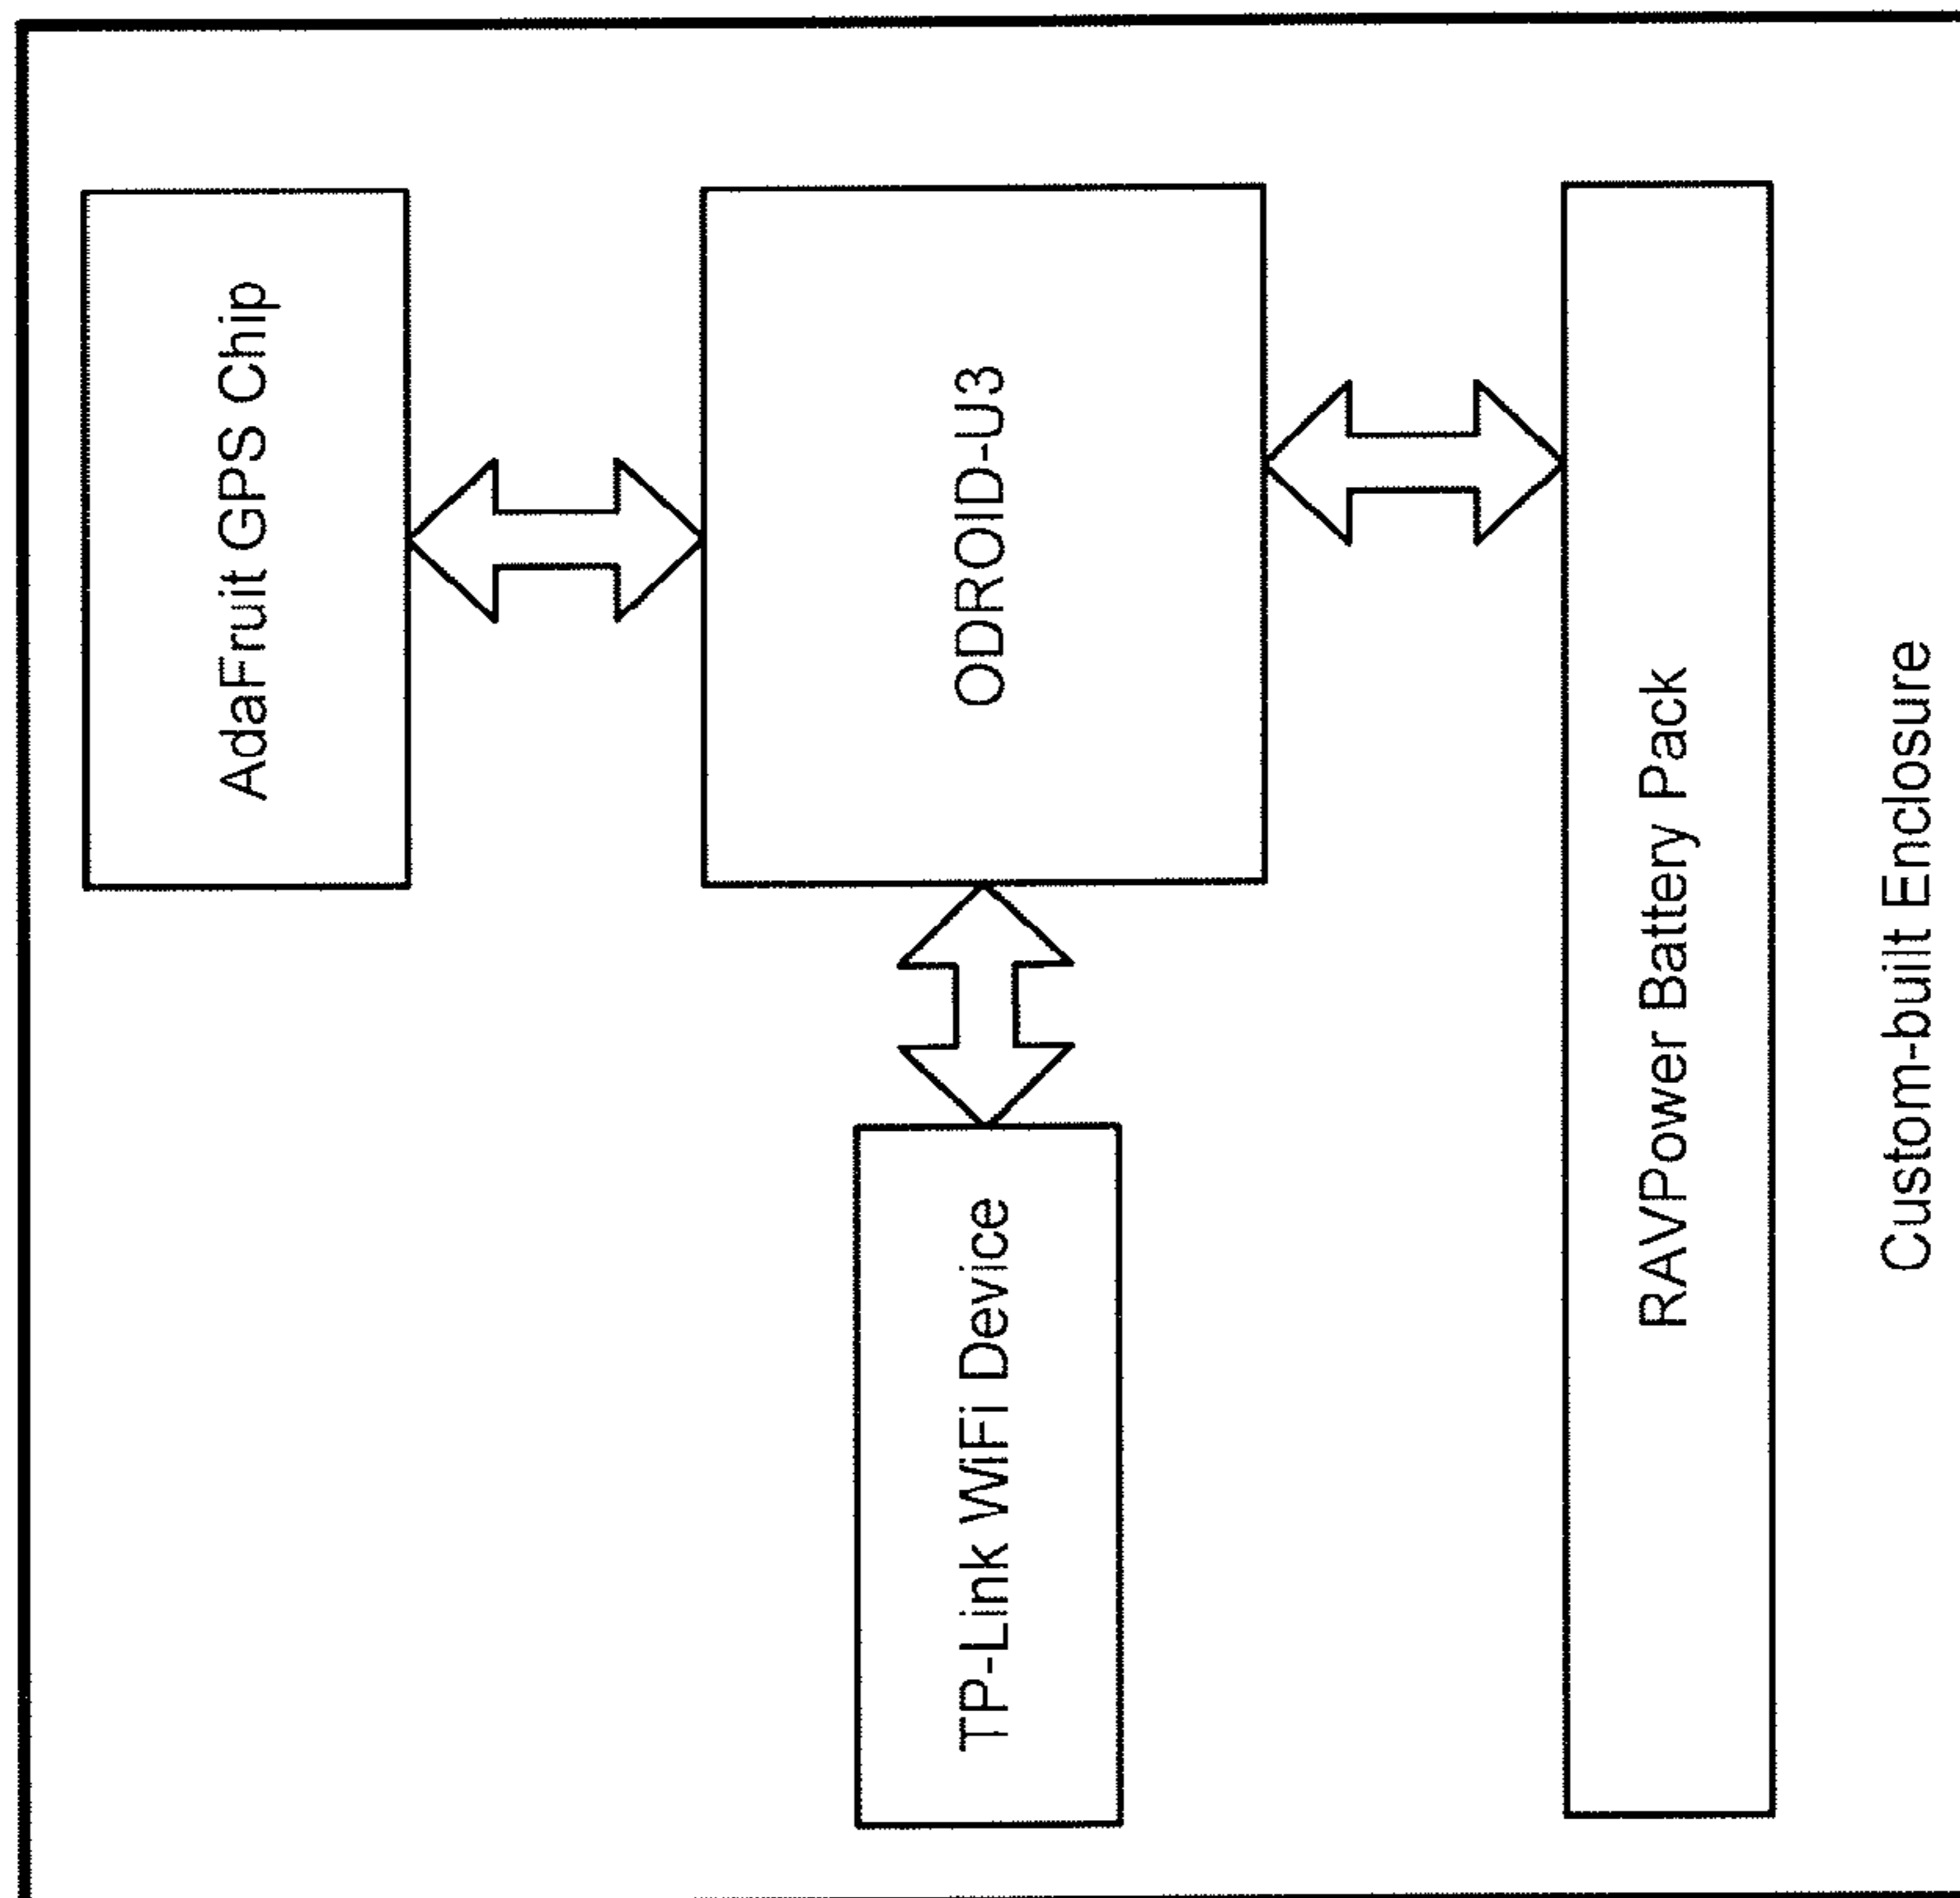 AdaFruit GPS Chip
TP-Link WiFi Device
ODROID-U3
RAVPower Battery Pack
Custom-built Enclosure